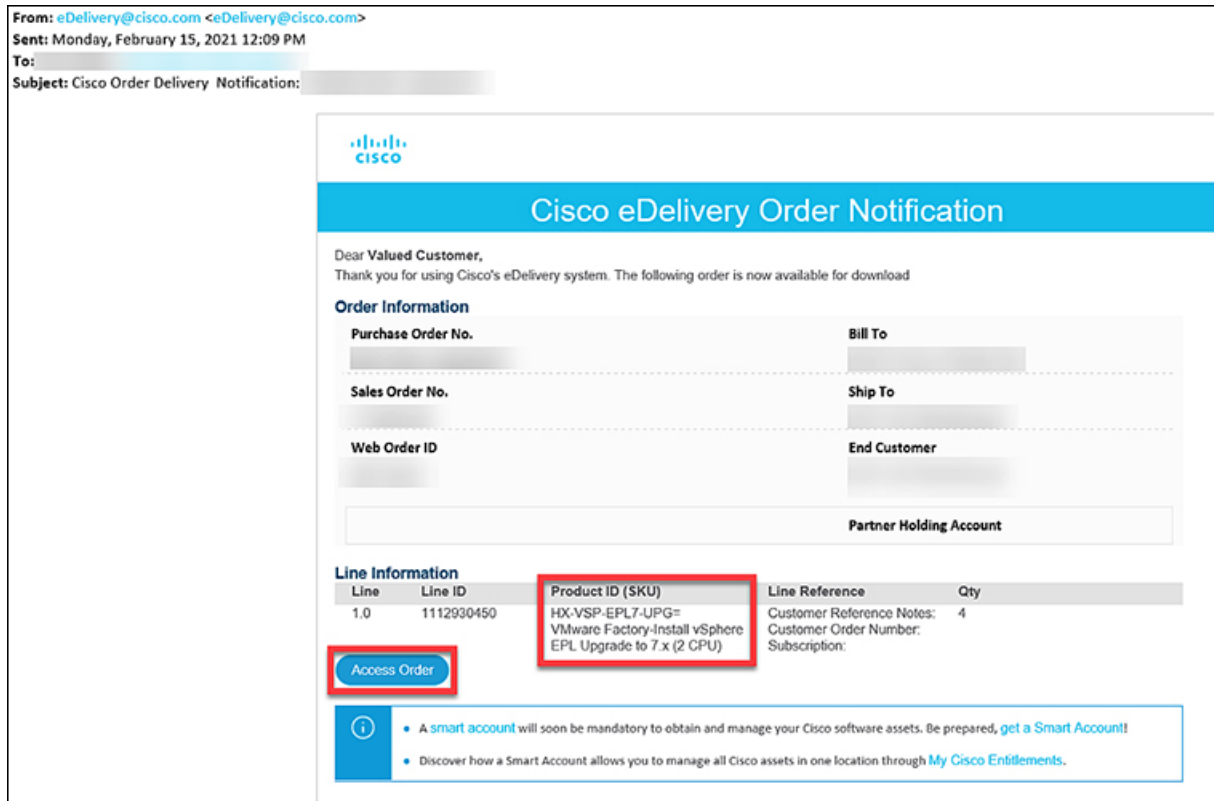 From: eDelivery@cisco.com <eDelivery@cisco.com>
Sent: Monday, February 15, 2021 12:09 PM
To:
Subject: Cisco Order Delivery Notification:
CISCO
Cisco eDelivery Order Notification
Dear Valued Customer,
Thank you for using Cisco's eDelivery system. The following order is now available for download
Order Information
Purchase Order No. Bill To
Sales Order No. Ship To
Web Order ID End Customer
Partner Holding Account
Line Information
Line Line ID Product ID (SKU) Line Reference Qty
1.0 1112930450 HX-VSP-EPL7-UPG= Customer Reference Notes: 4
VMware Factory-Install vSphere Customer Order Number:
EPL Upgrade to 7.x (2 CPU) Subscription:
Access Order
• A smart account will soon be mandatory to obtain and manage your Cisco software assets. Be prepared, get a Smart Account!
• Discover how a Smart Account allows you to manage all Cisco assets in one location through My Cisco Entitlements.